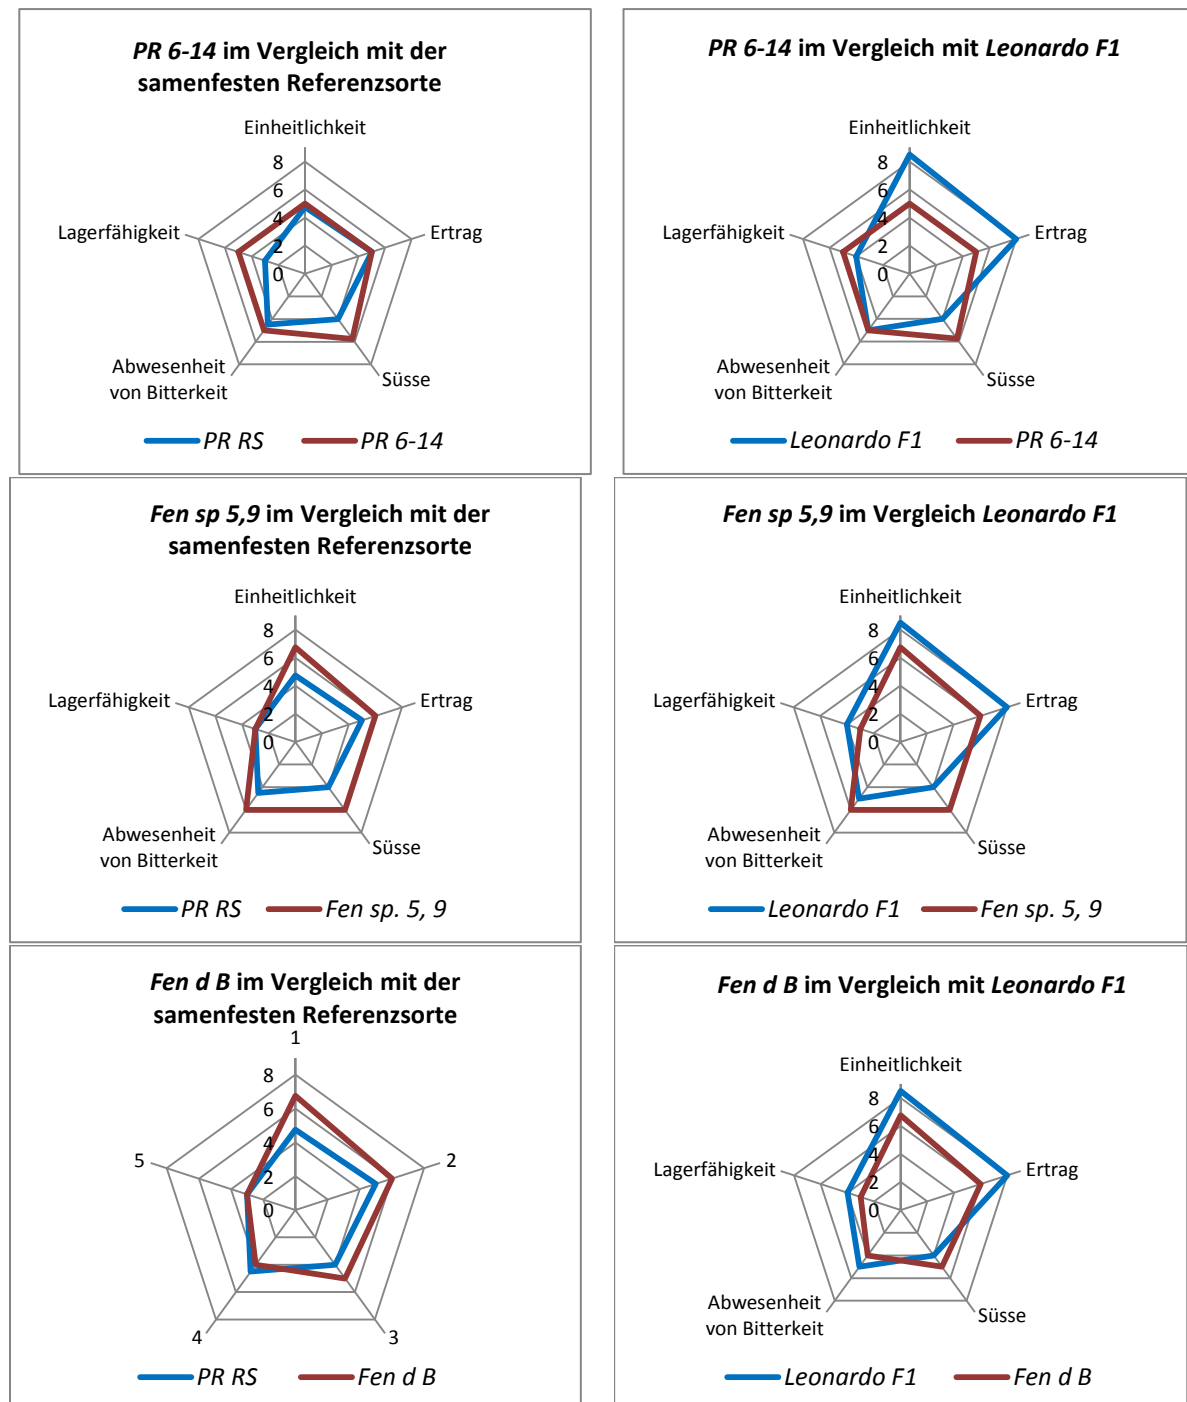 PR 6-14 im Vergleich mit der
samenfesten Referenzsorte
Einheitlichkeit
8
6
4
2
0
Lagerfähigkeit
Ertrag
Abwesenheit
von Bitterkeit
Süsse
PR RS
PR 6-14
PR 6-14 im Vergleich mit Leonardo F1
Einheitlichkeit
8
6
4
2
0
Lagerfähigkeit
Ertrag
Abwesenheit
von Bitterkeit
Süsse
Leonardo F1
PR 6-14
Fen sp 5,9 im Vergleich mit der
samenfesten Referenzsorte
Einheitlichkeit
8
6
4
2
0
Lagerfähigkeit
Ertrag
Abwesenheit
von Bitterkeit
Süsse
PR RS
Fen sp. 5, 9
Fen sp 5,9 im Vergleich Leonardo F1
Einheitlichkeit
8
6
4
2
0
Lagerfähigkeit
Ertrag
Abwesenheit
von Bitterkeit
Süsse
Leonardo F1
Fen sp. 5, 9
Fen d B im Vergleich mit der
samenfesten Referenzsorte
1
8
6
4
2
0
5
2
4
3
PR RS
Fen d B
Fen d B im Vergleich mit Leonardo F1
Einheitlichkeit
8
6
4
2
0
Lagerfähigkeit
Ertrag
Abwesenheit
von Bitterkeit
Süsse
Leonardo F1
Fen d B